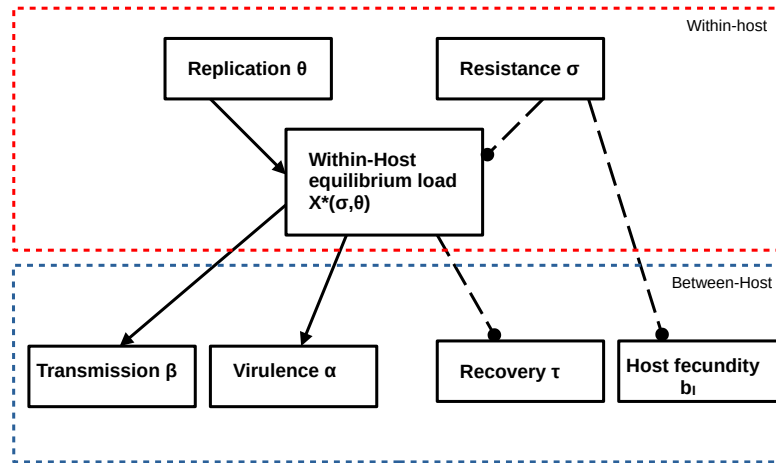 Within-host
Replication θ
Resistance σ
Within-Host
equilibrium load
X*(σ,θ)
Between-Host
Transmission β
Virulence α
Recovery τ
Host fecundity
bI